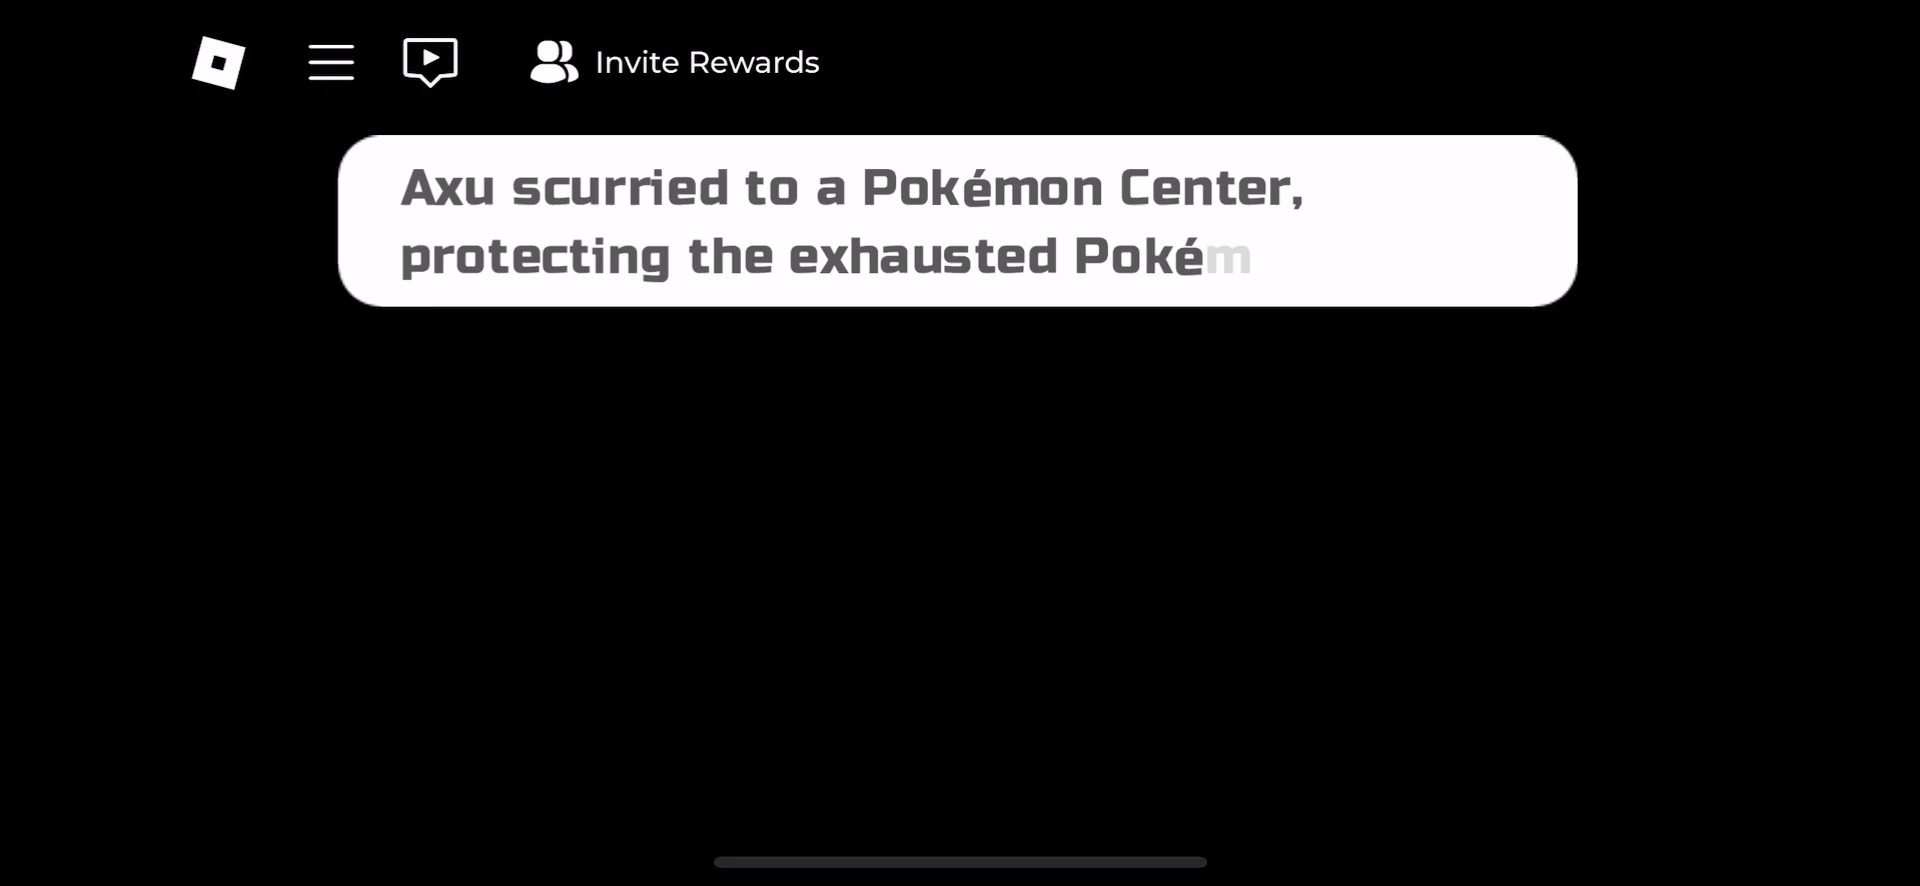 Invite Rewards
Axu scurried to a Pokémon Center,
protecting the exhausted Pokém